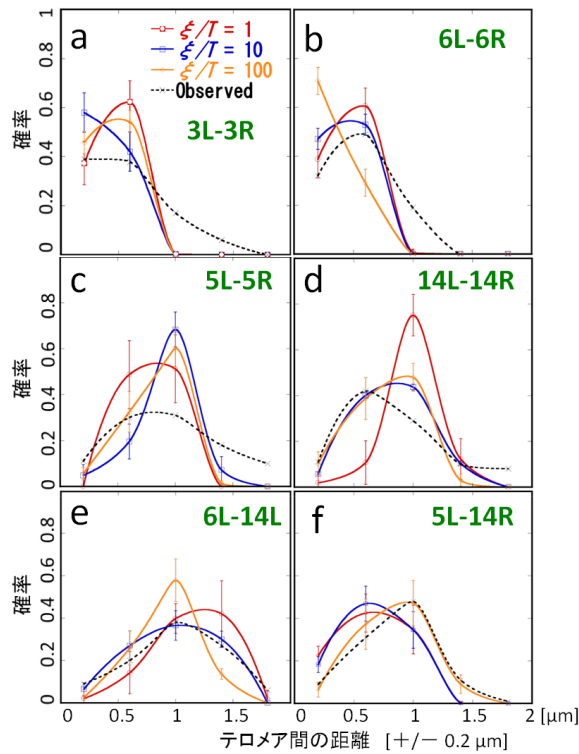 a
ξ/T = 1
ξ/T = 10
ξ/T = 100
Observed
3L-3R
b
6L-6R
確率
1
0.8
0.6
0.4
0.2
0
c
5L-5R
d
14L-14R
確率
0.8
0.6
0.4
0.2
0
e
6L-14L
f
5L-14R
確率
0.8
0.6
0.4
0.2
0
0 0.5 1 1.5 0 0.5 1 1.5 2 [μm]
テロメア間の距離 [+/− 0.2 μm]